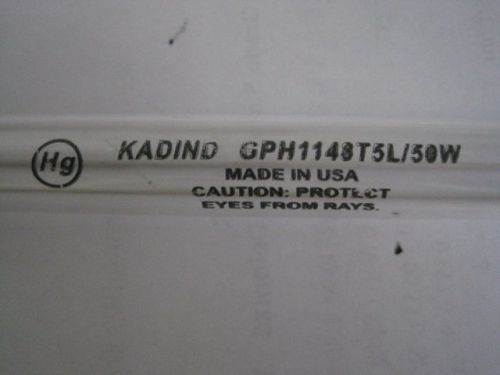 Hg KADIND GPH1148T5L/50W
MADE IN USA
CAUTION: PROTECT
EYES FROM RAYS.